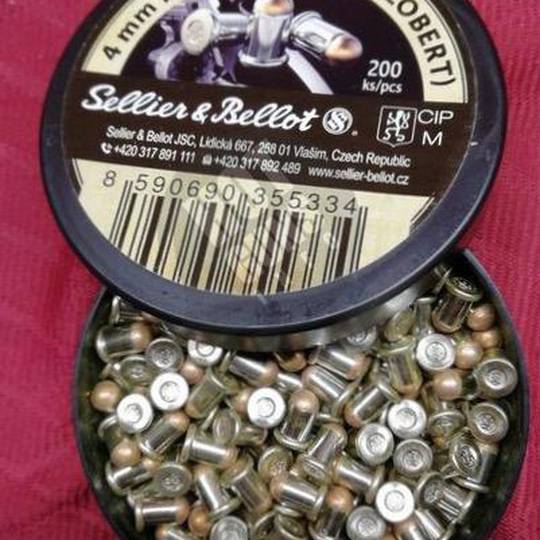 4 mm
LOBERT)
200
ks/pcs
Sellier & Bellot
CIP
M
Sellier & Bellot JSC, Lidická 667, 258 01 Vlašim, Czech Republic
+420 317 891 111 +420 317 892 489 www.sellier-bellot.cz
8 590690 355334